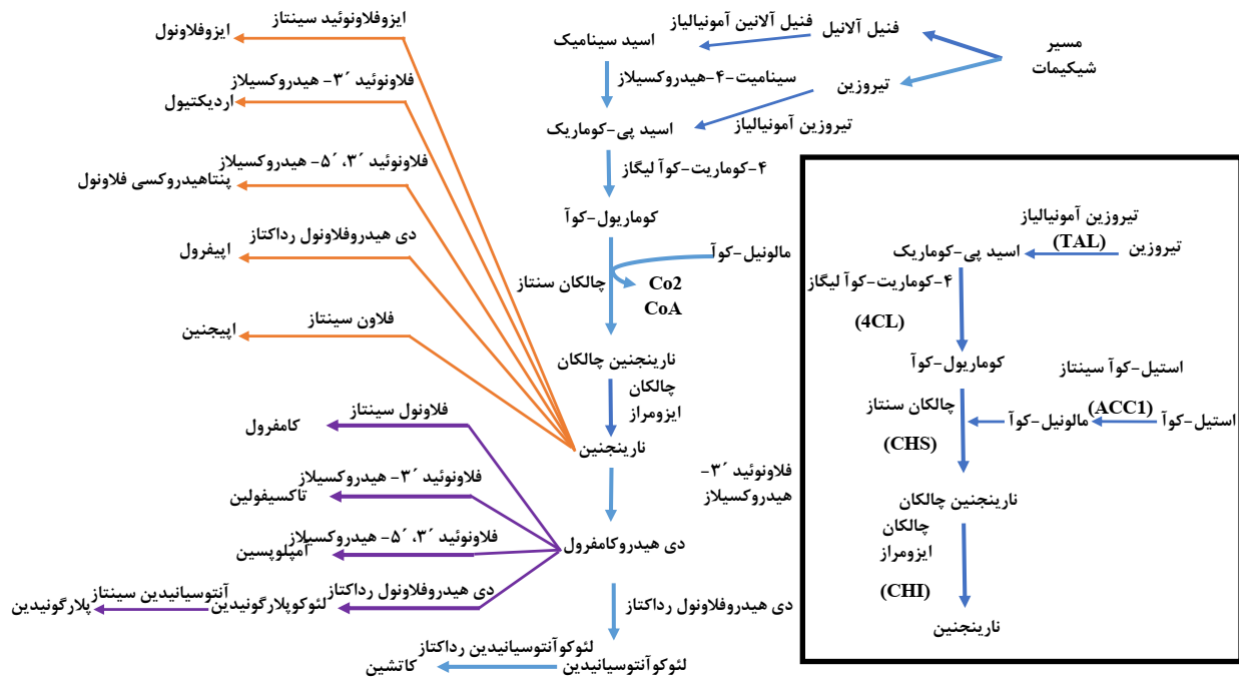 مسیر
شیکیمات
فنیل آلانیل
فنیل آلانین آمونیالیاز
اسید سینامیک
تیروزین
سینامیت-۴-هیدروکسیلاز
تیروزین آمونیالیاز
اسید پی-کوماریک
۴-کوماریت-کوآ لیگاز
کوماریول-کوآ
مالونیل-کوآ
چالکان سنتاز
Co2
CoA
نارینجنین چالکان
چالکان
ایزومراز
نارینجنین
فلاونوئید ۳´-
هیدروکسیلاز
دی هیدروکامفرول
دی هیدروفلاونول رداکتاز
لئوکوآنتوسیانیدین
لئوکوآنتوسیانیدین رداکتاز
کاتشین
ایزوفلاونوئید سینتاز
ایزوفلاونول
فلاونوئید ۳´- هیدروکسیلاز
اردیکتیول
فلاونوئید ۳´، ۵´- هیدروکسیلاز
پنتاهیدروکسی فلاونول
دی هیدروفلاونول رداکتاز
اپیفرول
فلاون سینتاز
اپیجنین
فلاونول سینتاز
کامفرول
فلاونوئید ۳´- هیدروکسیلاز
تاکسیفولین
فلاونوئید ۳´، ۵´- هیدروکسیلاز
آمپلوپسین
دی هیدروفلاونول رداکتاز
لئوکوپلارگونیدین
آنتوسیانیدین سینتاز
پلارگونیدین
تیروزین آمونیالیاز
(TAL)
تیروزین
اسید پی-کوماریک
۴-کوماریت-کوآ لیگاز
(4CL)
کوماریول-کوآ
استیل-کوآ سینتاز
(ACC1)
استیل-کوآ
مالونیل-کوآ
چالکان سنتاز
(CHS)
نارینجنین چالکان
چالکان
ایزومراز
(CHI)
نارینجنین